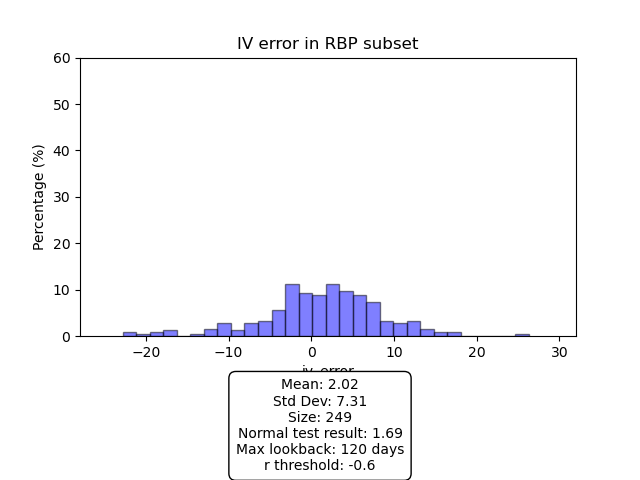 IV error in RBP subset
60
50
40
30
20
10
0
Percentage (%)
−20
−10
0
10
20
30
iv_error
Mean: 2.02
Std Dev: 7.31
Size: 249
Normal test result: 1.69
Max lookback: 120 days
r threshold: -0.6